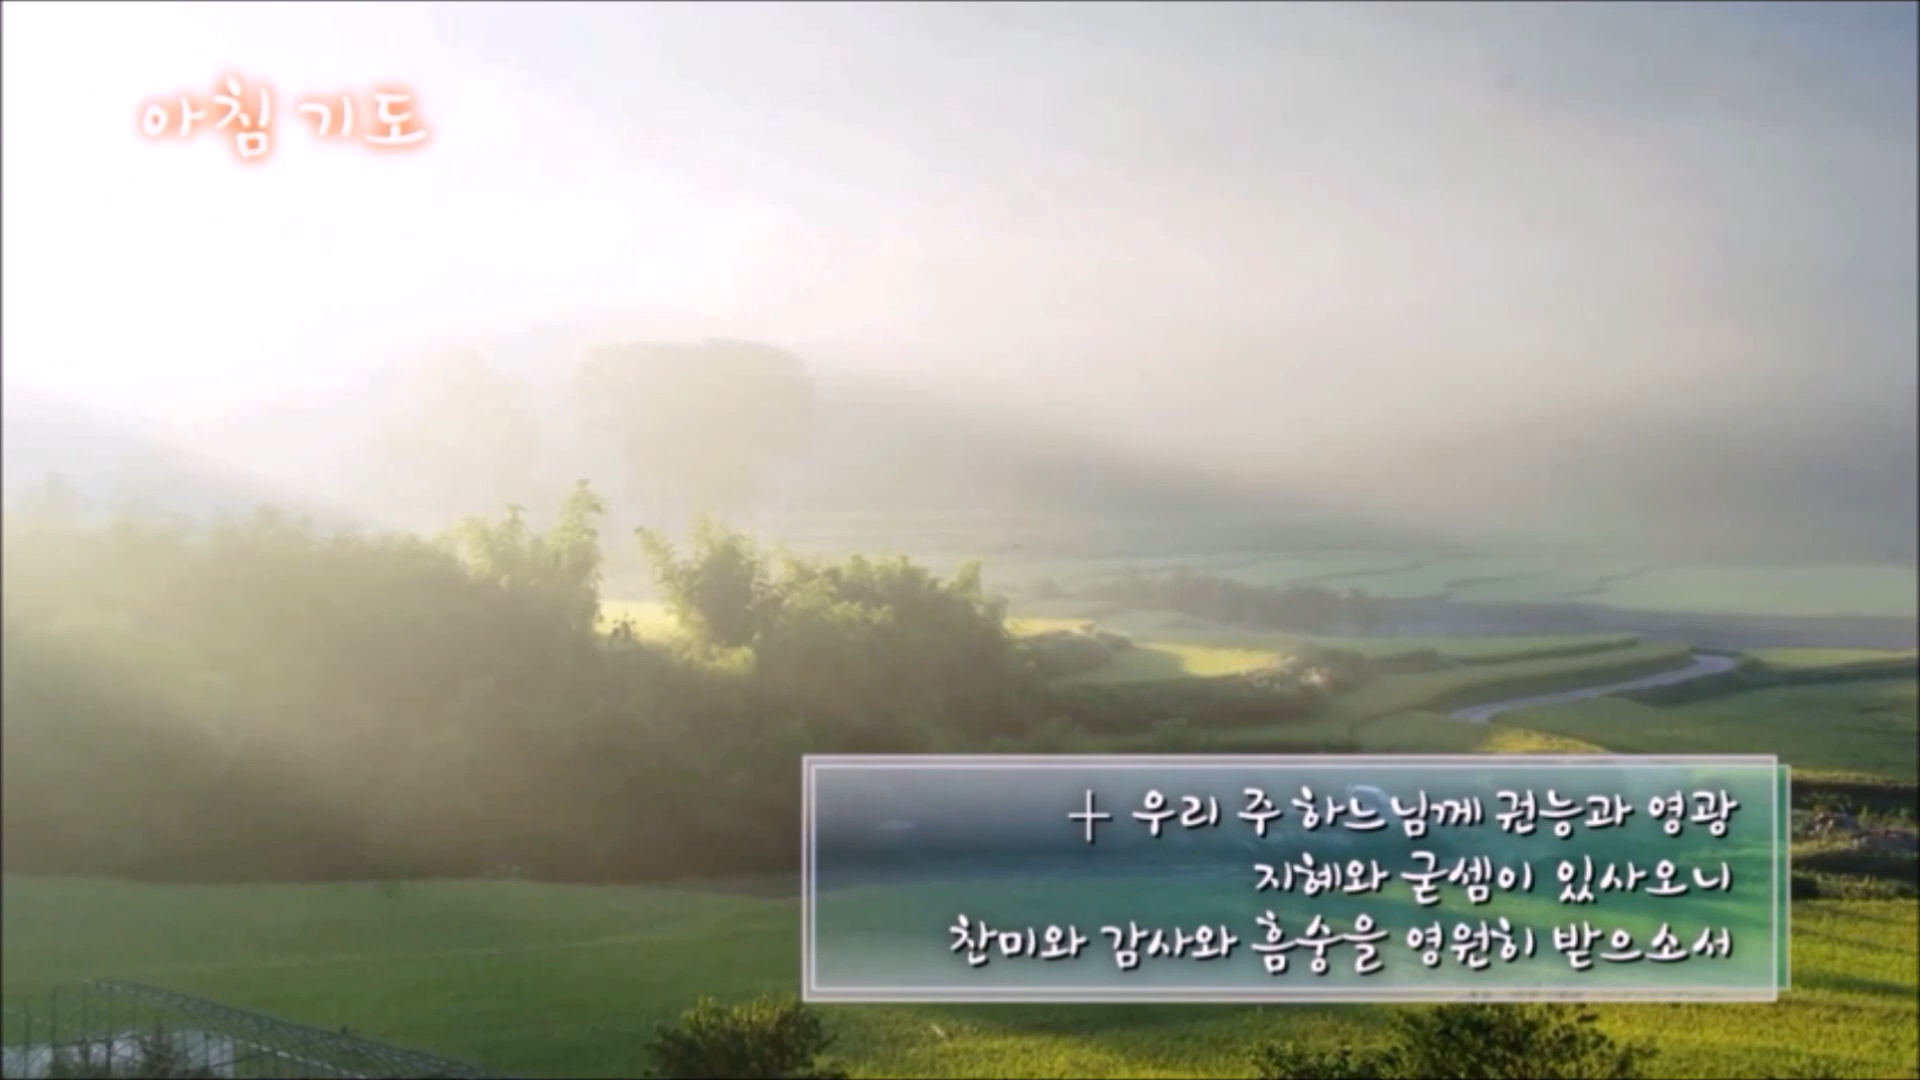 아침 기도
+ 우리 주 하느님께 권능과 영광
지혜와 굳셈이 있사오니
찬미와 감사와 흠숭을 영원히 받으소서